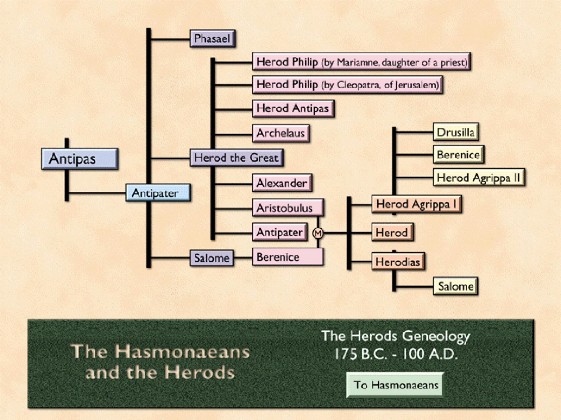 Phasael
Herod Philip (by Mariamne, daughter of a priest)
Herod Philip (by Cleopatra, of Jerusalem)
Herod Antipas
Archelaus
Drusilla
Antipas
Herod the Great
Berenice
Herod Agrippa II
Antipater
Alexander
Aristobulus
Herod Agrippa I
Antipater
M
Herod
Salome
Berenice
Herodias
Salome
The Hasmonaeans
and the Herods
The Herods Geneology
175 B.C. - 100 A.D.
To Hasmonaeans